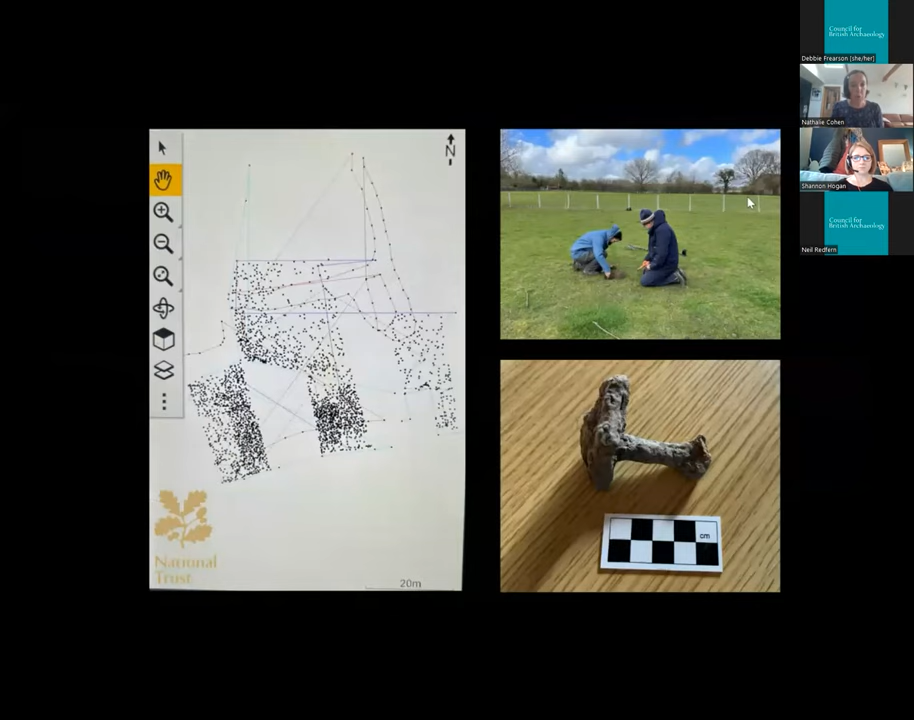 N
National
Trust
20m
cm
Council for
British Archaeology
Debbie Frearson (she/her)
Nathalie Cohen
Shannon Hogan
Council for
British Archaeology
Neil Redfern